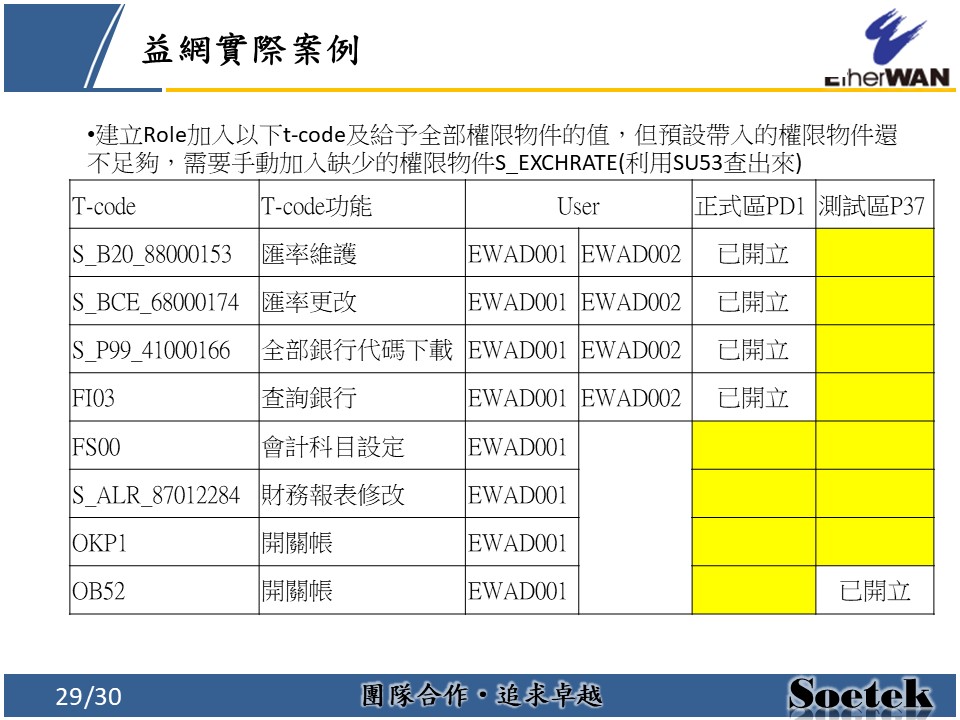 益網實際案例
EtherWAN
•建立Role加入以下t-code及給予全部權限物件的值，但預設帶入的權限物件還
不足夠，需要手動加入缺少的權限物件S_EXCHRATE(利用SU53查出來)
T-code T-code功能 User 正式區PD1 測試區P37
S_B20_88000153 匯率維護 EWAD001 EWAD002 已開立
S_BCE_68000174 匯率更改 EWAD001 EWAD002 已開立
S_P99_41000166 全部銀行代碼下載 EWAD001 EWAD002 已開立
FI03 查詢銀行 EWAD001 EWAD002 已開立
FS00 會計科目設定 EWAD001
S_ALR_87012284 財務報表修改 EWAD001
OKP1 開關帳 EWAD001
OB52 開關帳 EWAD001 已開立
29/30 團隊合作・追求卓越 Soetek